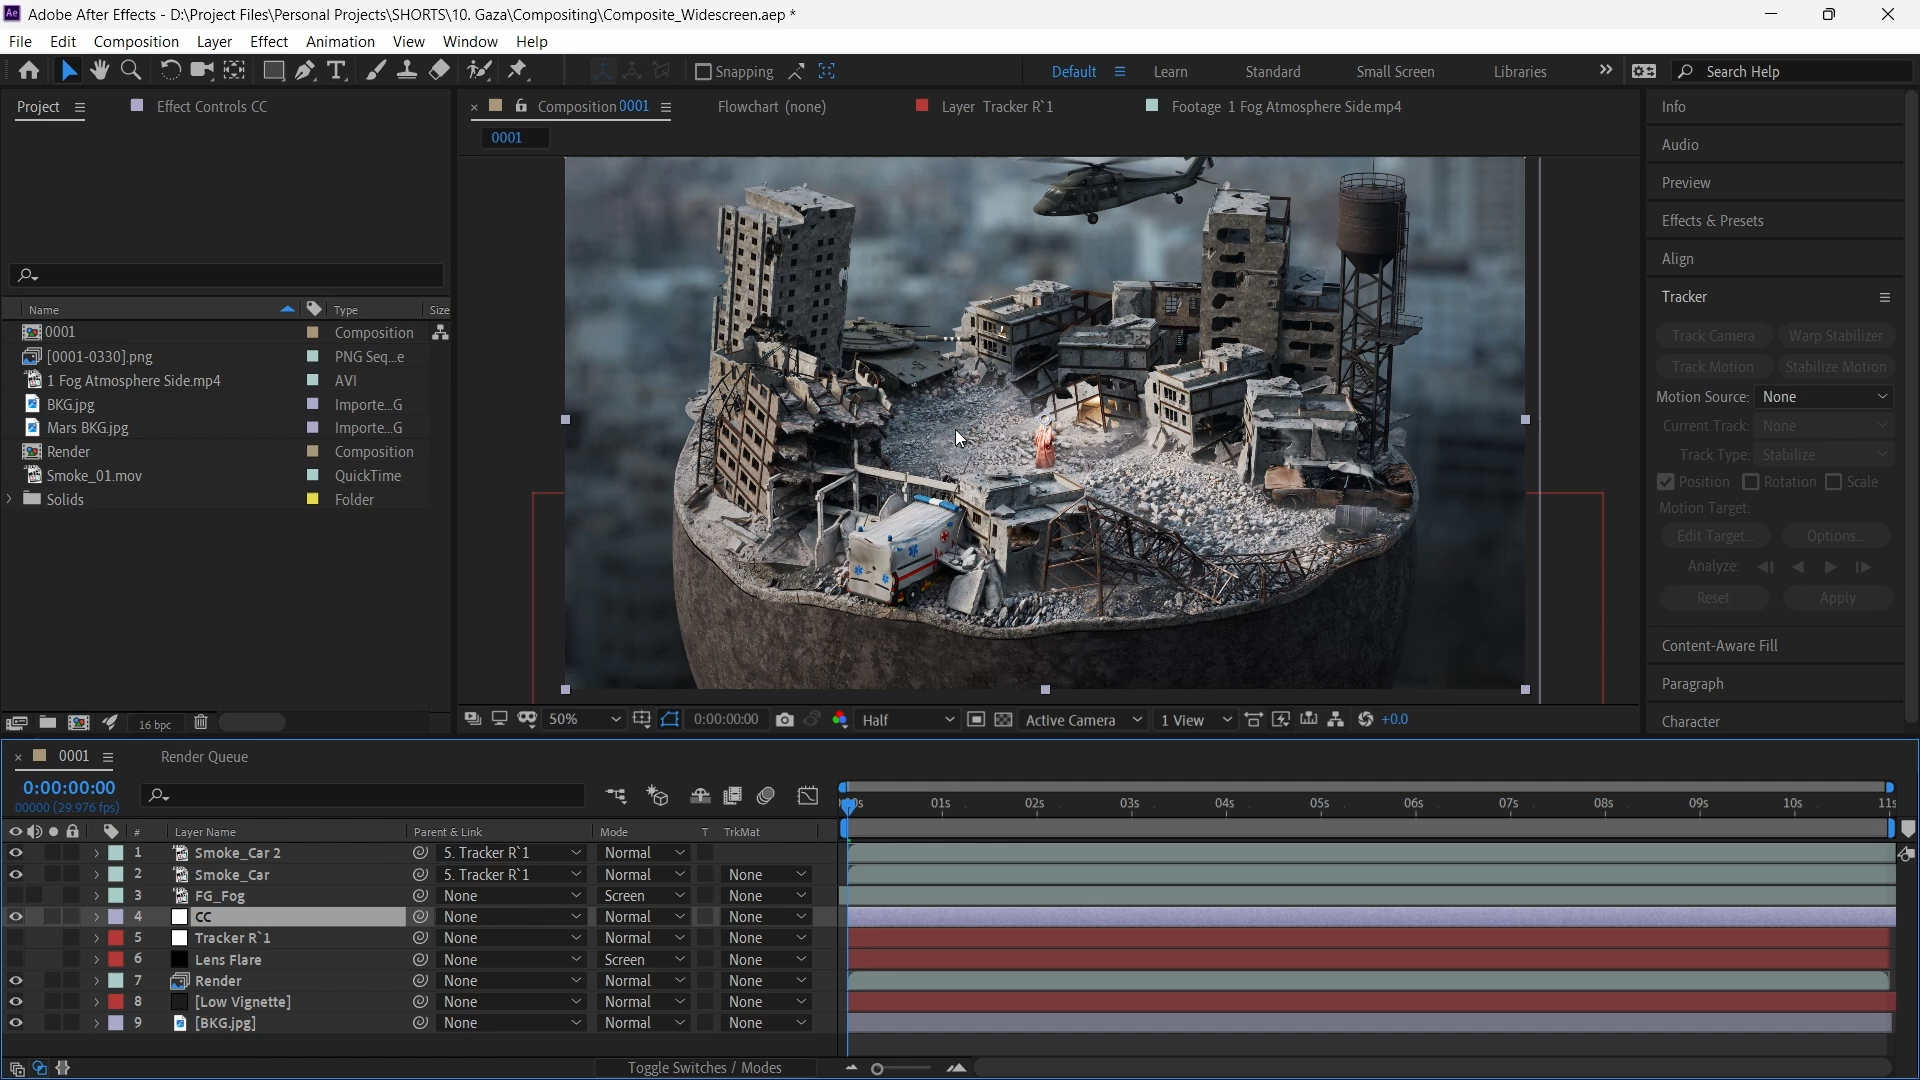 Ae Adobe After Effects - D:\Project Files\Personal Projects\SHORTS\10. Gaza\Compositing\Composite_Widescreen.aep *
File Edit Composition Layer Effect Animation View Window Help
T Snapping Default Learn Standard Small Screen Libraries Search Help
Project Effect Controls CC × Composition 0001 Flowchart (none) Layer Tracker R`1 Footage 1 Fog Atmosphere Side.mp4 Info
0001
Audio
Preview
Effects & Presets
Align
Tracker
Name Type Size
0001 Composition
[0001-0330].png PNG Seq...e
1 Fog Atmosphere Side.mp4 AVI
BKG.jpg Importe...G
Mars BKG.jpg Importe...G
Render Composition
Smoke_01.mov QuickTime
Solids Folder
Track Camera Warp Stabilizer
Track Motion Stabilize Motion
Motion Source: None
Current Track: None
Track Type: Stabilize
Position Rotation Scale
Motion Target:
Edit Target... Options...
Analyze:
Reset Apply
Content-Aware Fill
Paragraph
Character
16 bpc 50% 0:00:00:00 Half Active Camera 1 View +0.0
× 0001 Render Queue
0:00:00:00
00000 (29.976 fps)
01s 02s 03s 04s 05s 06s 07s 08s 09s 10s 11s
# Layer Name Parent & Link Mode T TrkMat
1 Smoke_Car 2 5. Tracker R`1 Normal
2 Smoke_Car 5. Tracker R`1 Normal None
3 FG_Fog None Screen None
4 CC None Normal None
5 Tracker R`1 None Normal None
6 Lens Flare None Screen None
7 Render None Normal None
8 [Low Vignette] None Normal None
9 [BKG.jpg] None Normal None
Toggle Switches / Modes